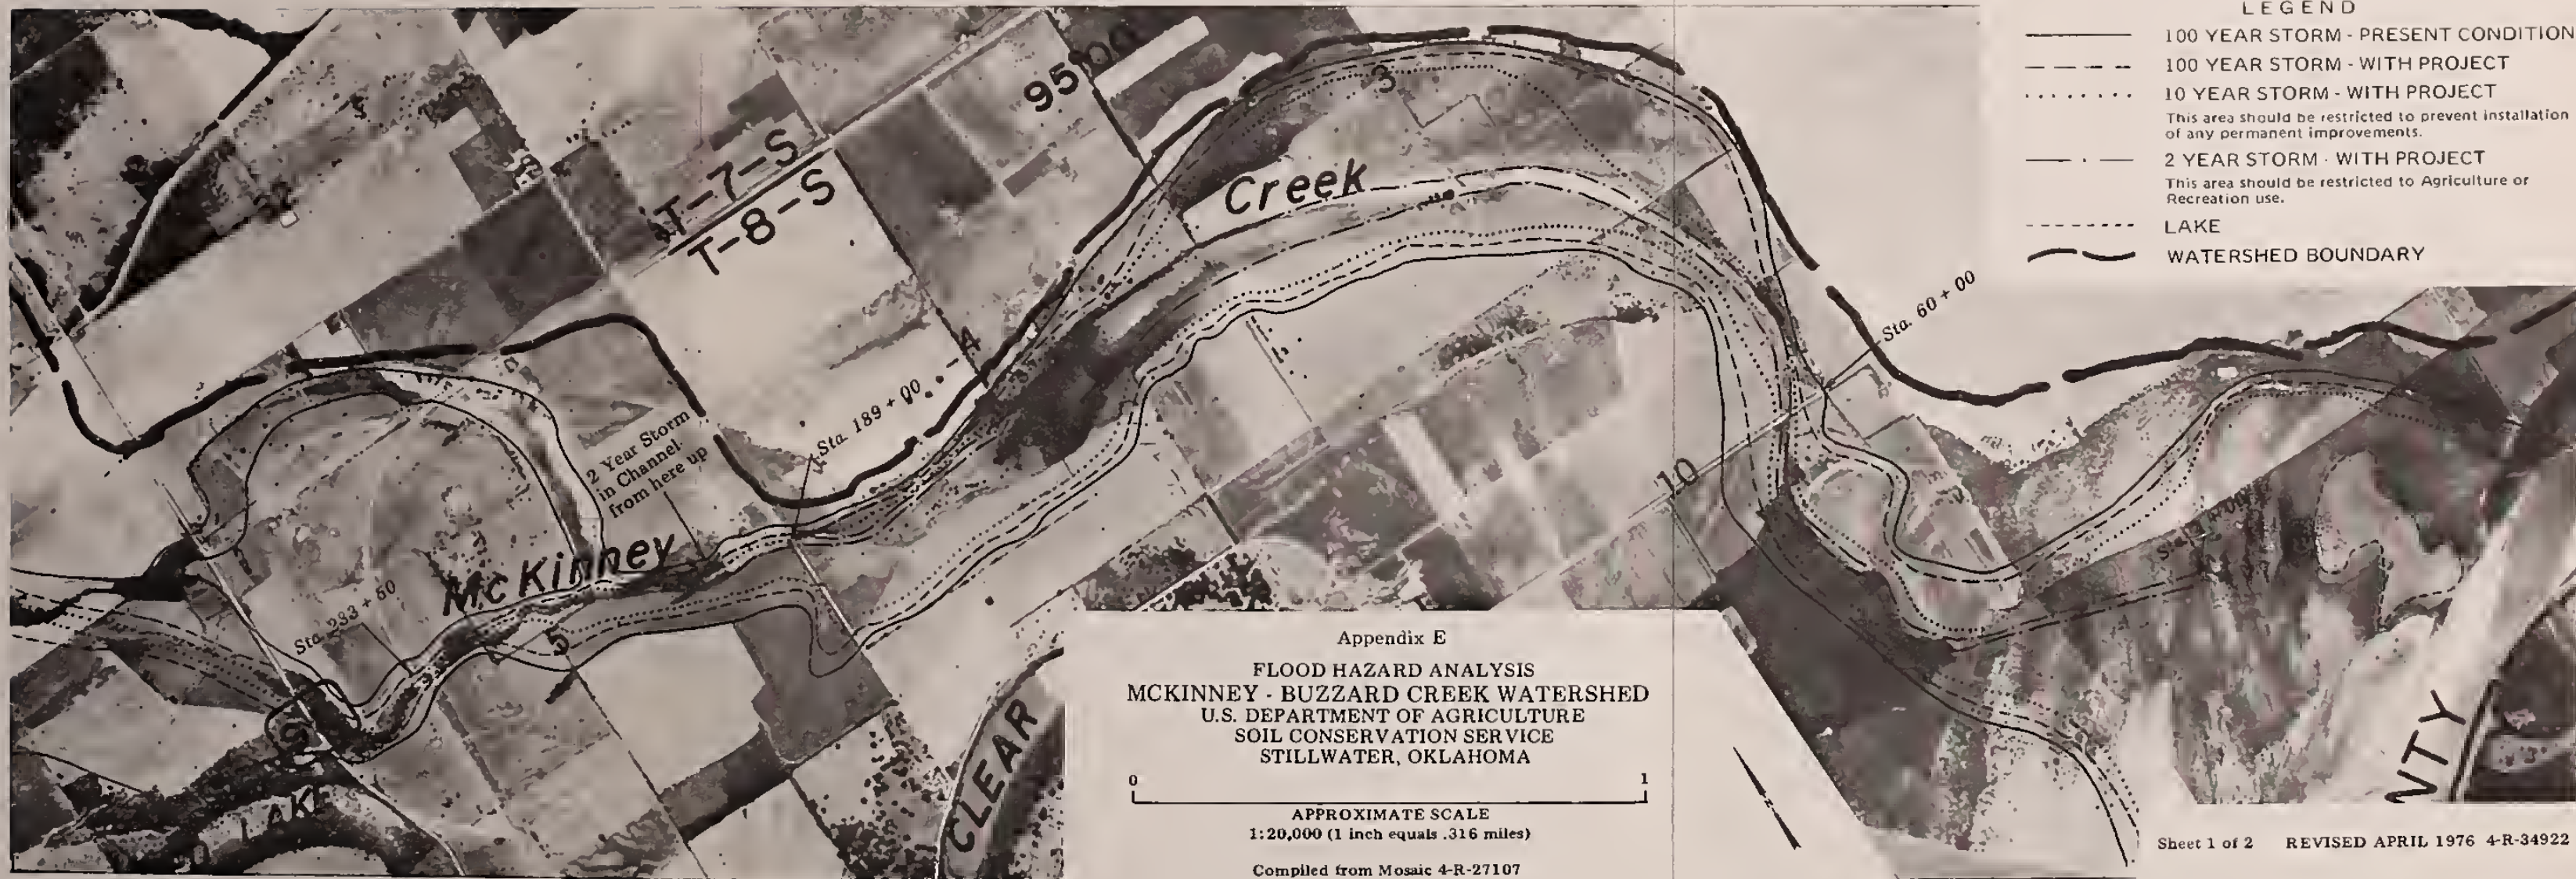 LEGEND
100 YEAR STORM - PRESENT CONDITION
100 YEAR STORM - WITH PROJECT
10 YEAR STORM - WITH PROJECT
This area should be restricted to prevent installation
of any permanent improvements.
2 YEAR STORM - WITH PROJECT
This area should be restricted to Agriculture or
Recreation use.
LAKE
WATERSHED BOUNDARY
32
T-7-S
T-8-S
95
3
Creek
4
Sta. 60 + 00
Sta. 189 + 00
2 Year Storm
in Channel
from here up
10
McKinney
Sta. 233 + 50
5
LAKE
CLEAR
NTY
Appendix E
FLOOD HAZARD ANALYSIS
MCKINNEY - BUZZARD CREEK WATERSHED
U.S. DEPARTMENT OF AGRICULTURE
SOIL CONSERVATION SERVICE
STILLWATER, OKLAHOMA
0 1
APPROXIMATE SCALE
1:20,000 (1 inch equals .316 miles)
Compiled from Mosaic 4-R-27107
Sheet 1 of 2 REVISED APRIL 1976 4-R-34922